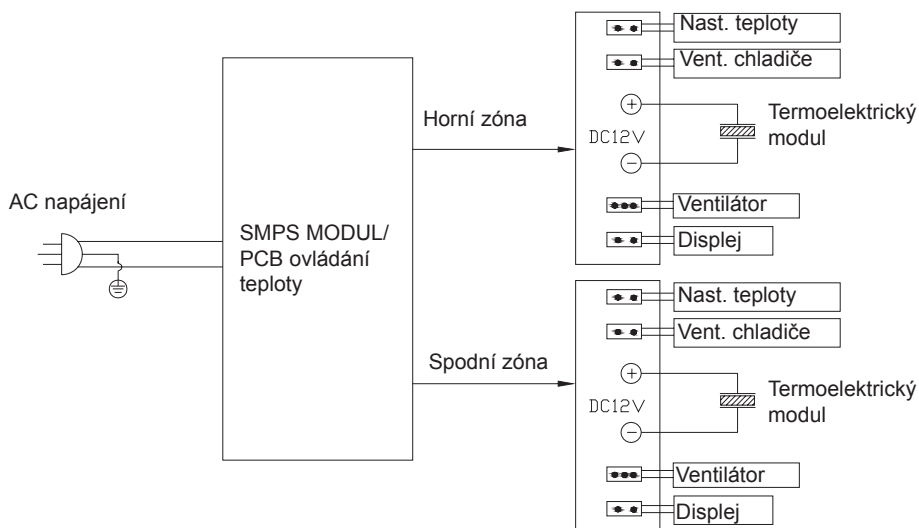 AC napájení
SMPS MODUL/
PCB ovládání
teploty
Horní zóna
Nast. teploty
Vent. chladiče
DC12V
Termoelektrický
modul
Ventilátor
Displej
Spodní zóna
Nast. teploty
Vent. chladiče
DC12V
Termoelektrický
modul
Ventilátor
Displej